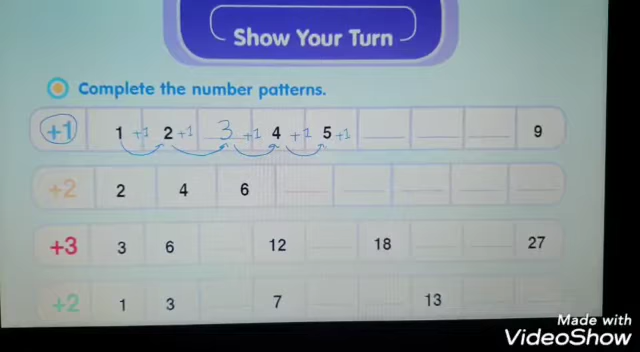 Show Your Turn
Complete the number patterns.
+1 1 +1 2 +1 3 +1 4 +1 5 +1 9
+2 2 4 6
+3 3 6 12 18 27
+2 1 3 7 13
Made with
VideoShow